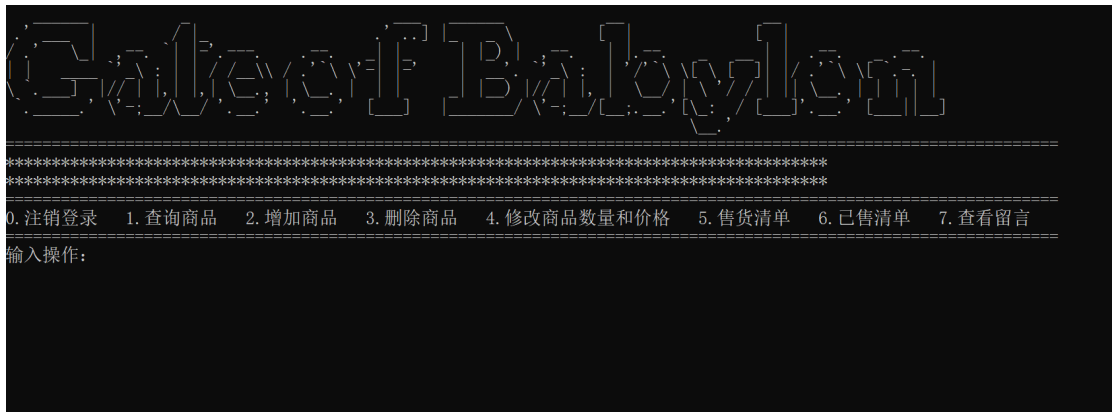 Gate of Babylon
================================================================================
********************************************************************************
********************************************************************************
================================================================================
0.注销登录 1.查询商品 2.增加商品 3.删除商品 4.修改商品数量和价格 5.售货清单 6.已售清单 7.查看留言
================================================================================
输入操作: